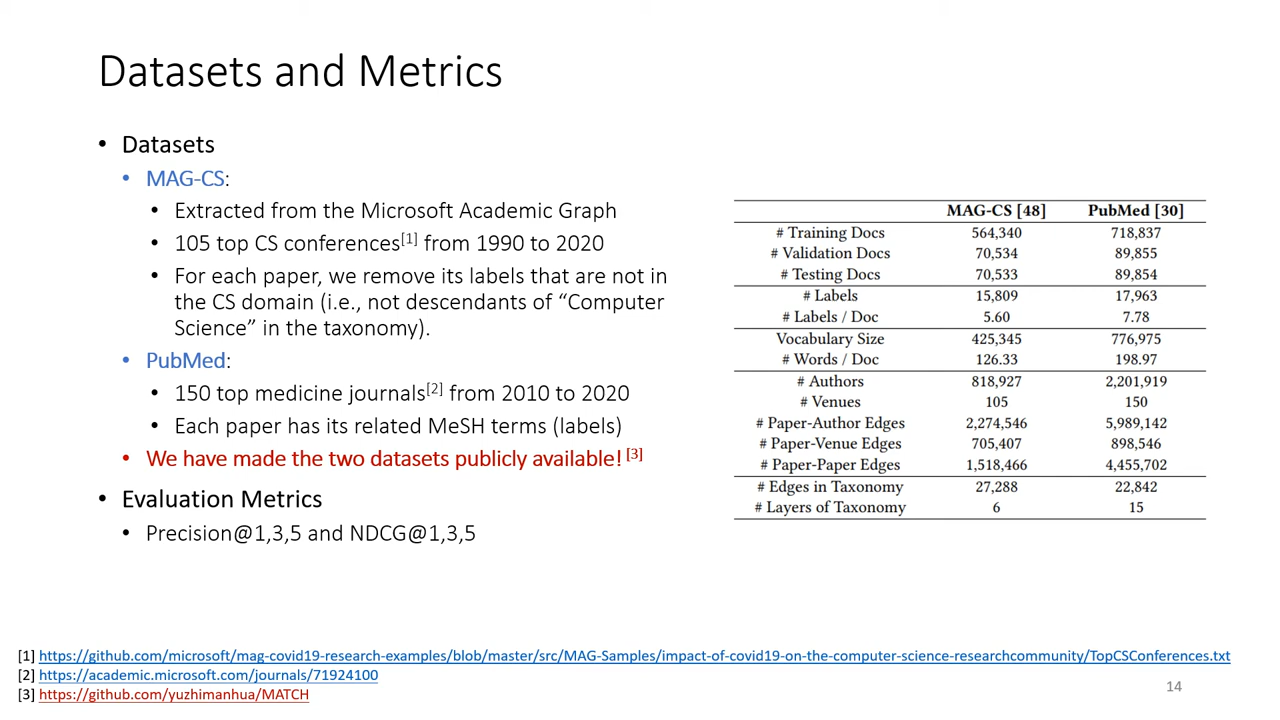 Datasets and Metrics
• Datasets
• MAG-CS:
• Extracted from the Microsoft Academic Graph
• 105 top CS conferences[1] from 1990 to 2020
• For each paper, we remove its labels that are not in
the CS domain (i.e., not descendants of “Computer
Science” in the taxonomy).
• PubMed:
• 150 top medicine journals[2] from 2010 to 2020
• Each paper has its related MeSH terms (labels)
• We have made the two datasets publicly available! [3]
• Evaluation Metrics
• Precision@1,3,5 and NDCG@1,3,5
MAG-CS [48] PubMed [30]
# Training Docs 564,340 718,837
# Validation Docs 70,534 89,855
# Testing Docs 70,533 89,854
# Labels 15,809 17,963
# Labels / Doc 5.60 7.78
Vocabulary Size 425,345 776,975
# Words / Doc 126.33 198.97
# Authors 818,927 2,201,919
# Venues 105 150
# Paper-Author Edges 2,274,546 5,989,142
# Paper-Venue Edges 705,407 898,546
# Paper-Paper Edges 1,518,466 4,455,702
# Edges in Taxonomy 27,288 22,842
# Layers of Taxonomy 6 15
[1] https://github.com/microsoft/mag-covid19-research-examples/blob/master/src/MAG-Samples/impact-of-covid19-on-the-computer-science-researchcommunity/TopCSConferences.txt
[2] https://academic.microsoft.com/journals/71924100
[3] https://github.com/yuzhimanhua/MATCH
14